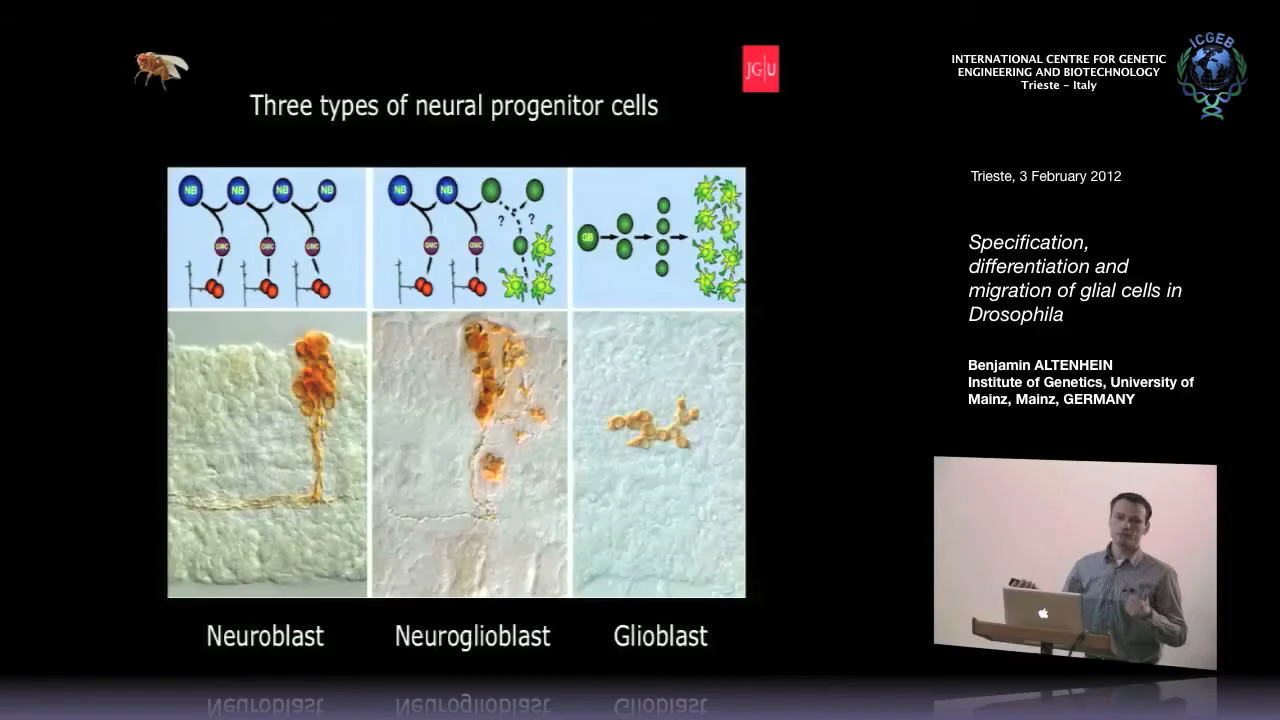 JG|U
Three types of neural progenitor cells
NB NB NB NB
GMC GMC GMC
NB NB
? ?
GMC GMC
GB
Neuroblast
Neuroglioblast
Glioblast
ICGEB
INTERNATIONAL CENTRE FOR GENETIC
ENGINEERING AND BIOTECHNOLOGY
Trieste - Italy
Trieste, 3 February 2012
Specification,
differentiation and
migration of glial cells in
Drosophila
Benjamin ALTENHEIN
Institute of Genetics, University of
Mainz, Mainz, GERMANY